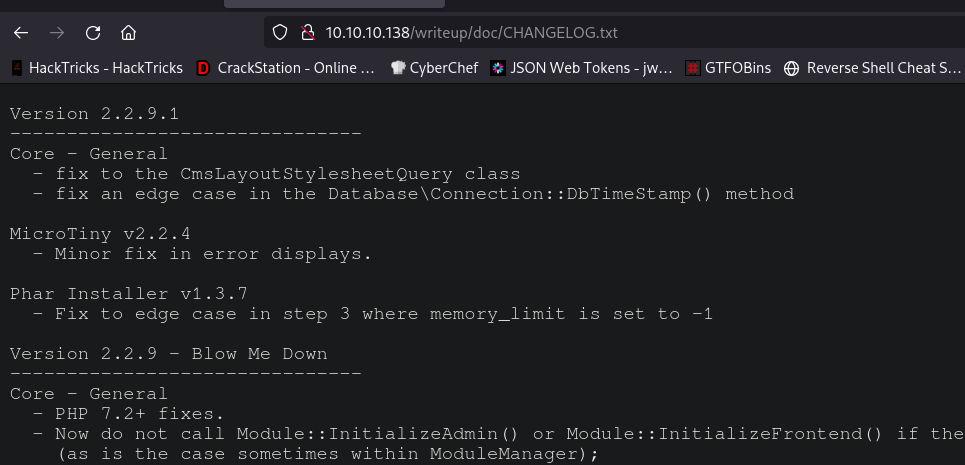 10.10.10.138/writeup/doc/CHANGELOG.txt
HackTricks - HackTricks CrackStation - Online ... CyberChef JSON Web Tokens - jw... GTFOBins Reverse Shell Cheat S...
Version 2.2.9.1
-------------------------------
Core - General
- fix to the CmsLayoutStylesheetQuery class
- fix an edge case in the Database\Connection::DbTimeStamp() method
MicroTiny v2.2.4
- Minor fix in error displays.
Phar Installer v1.3.7
- Fix to edge case in step 3 where memory_limit is set to -1
Version 2.2.9 - Blow Me Down
-------------------------------
Core - General
- PHP 7.2+ fixes.
- Now do not call Module::InitializeAdmin() or Module::InitializeFrontend() if the
(as is the case sometimes within ModuleManager);